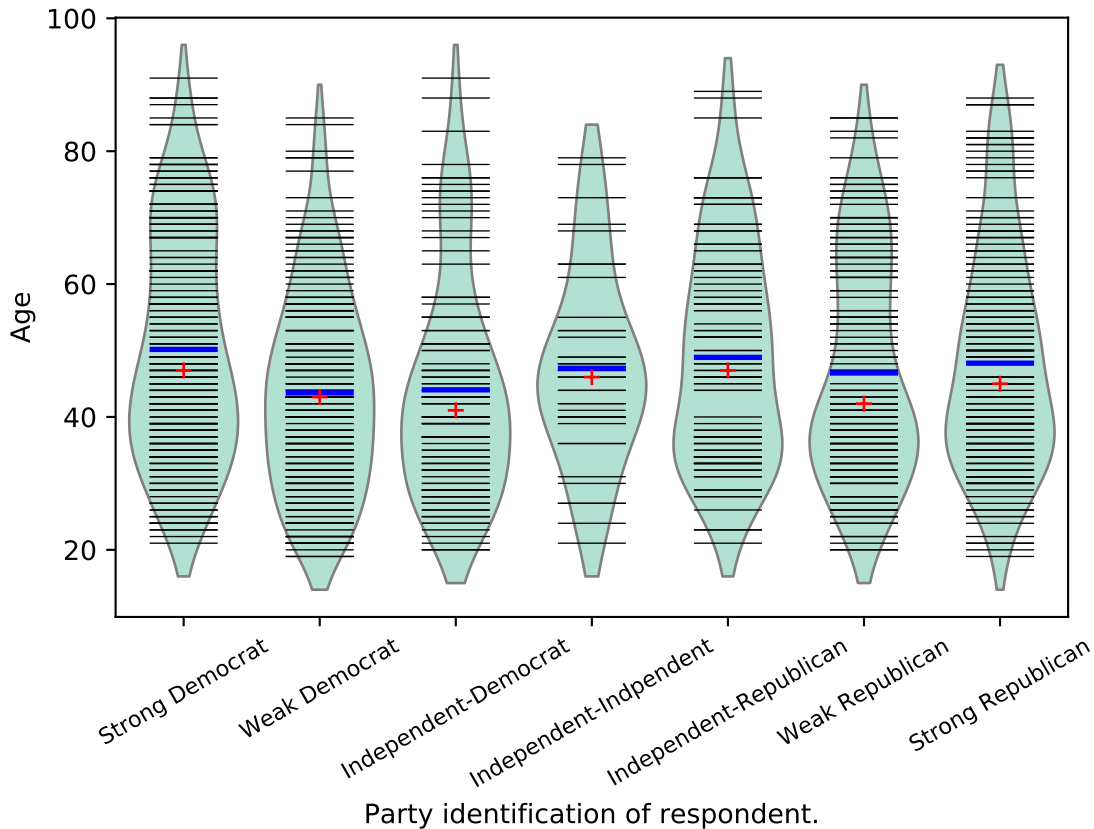 100
80
60
40
20
Age
Strong Democrat
Weak Democrat
Independent-Democrat
Independent-Indpendent
Independent-Republican
Weak Republican
Strong Republican
Party identification of respondent.